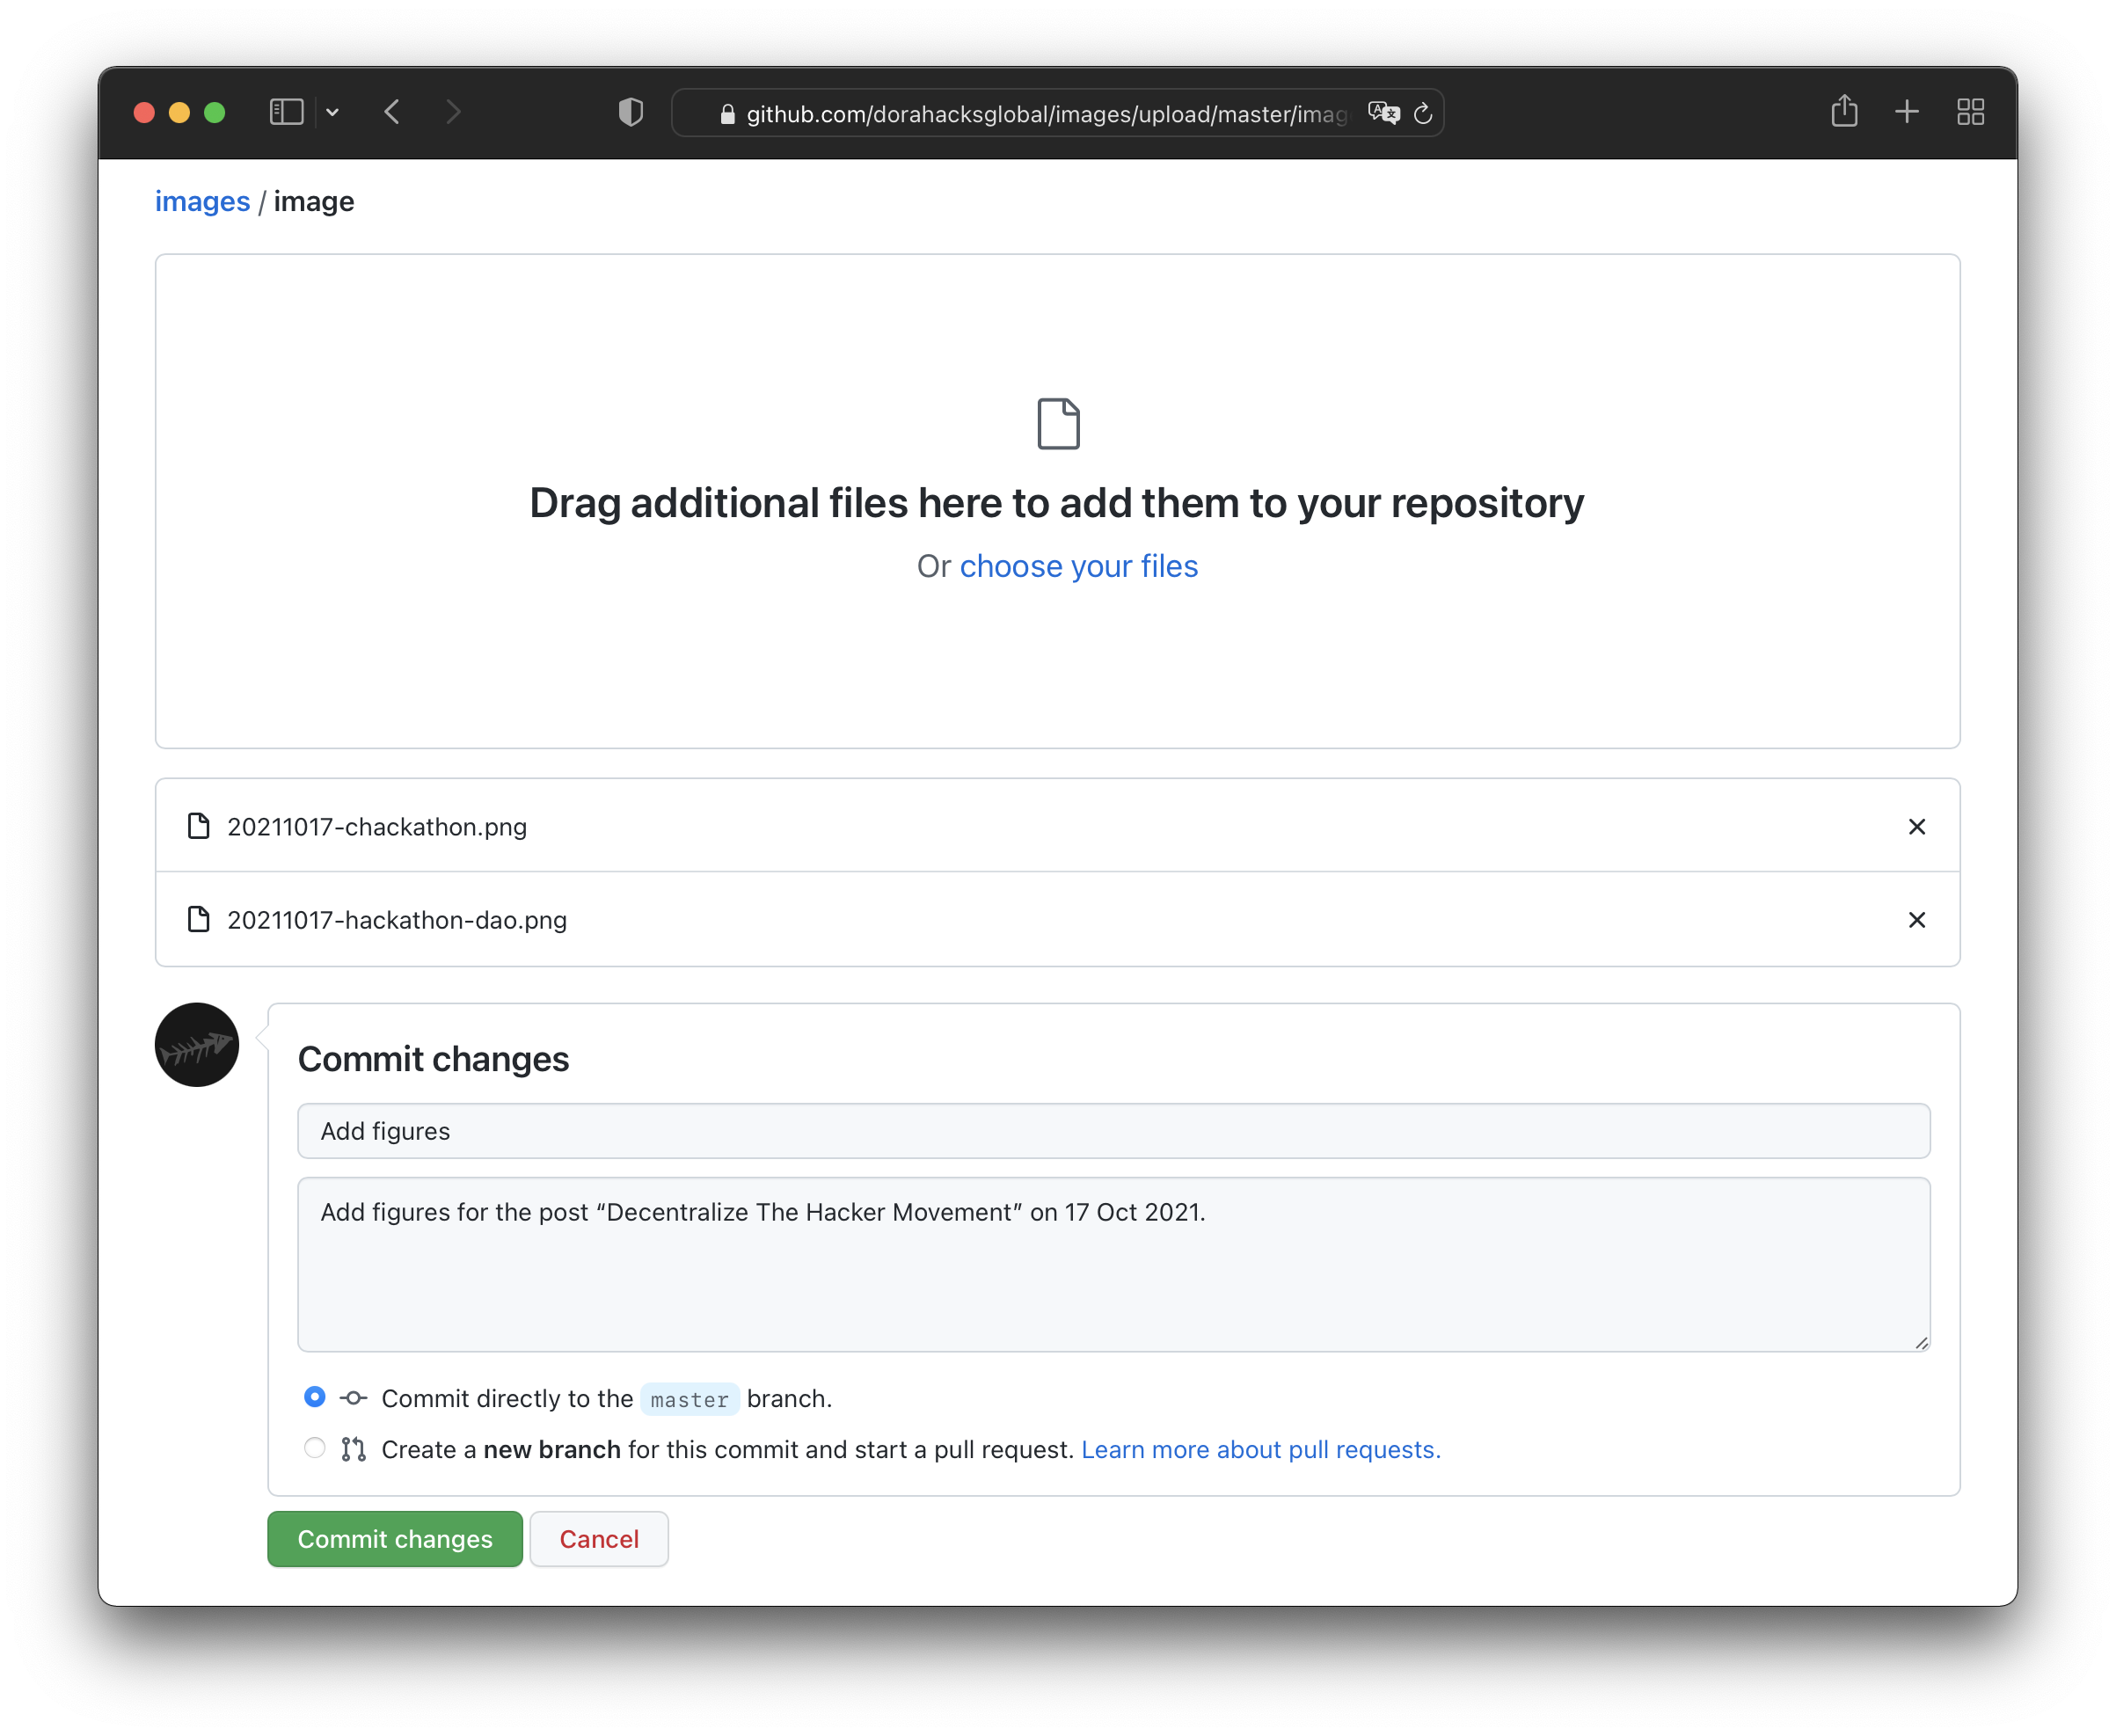 github.com/dorahacksglobal/images/upload/master/imag
images / image
Drag additional files here to add them to your repository
Or choose your files
20211017-chackathon.png
20211017-hackathon-dao.png
Commit changes
Add figures
Add figures for the post “Decentralize The Hacker Movement” on 17 Oct 2021.
Commit directly to the master branch.
Create a new branch for this commit and start a pull request. Learn more about pull requests.
Commit changes Cancel